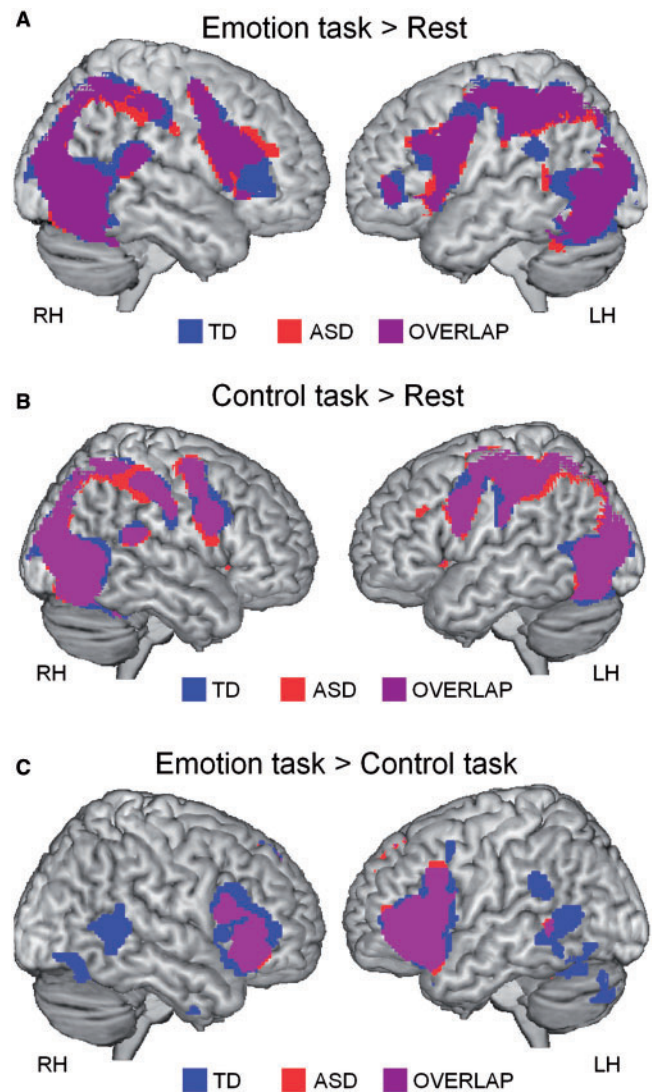 A
Emotion task > Rest
RH
LH
TD ASD OVERLAP
B
Control task > Rest
RH
LH
TD ASD OVERLAP
C
Emotion task > Control task
RH
LH
TD ASD OVERLAP